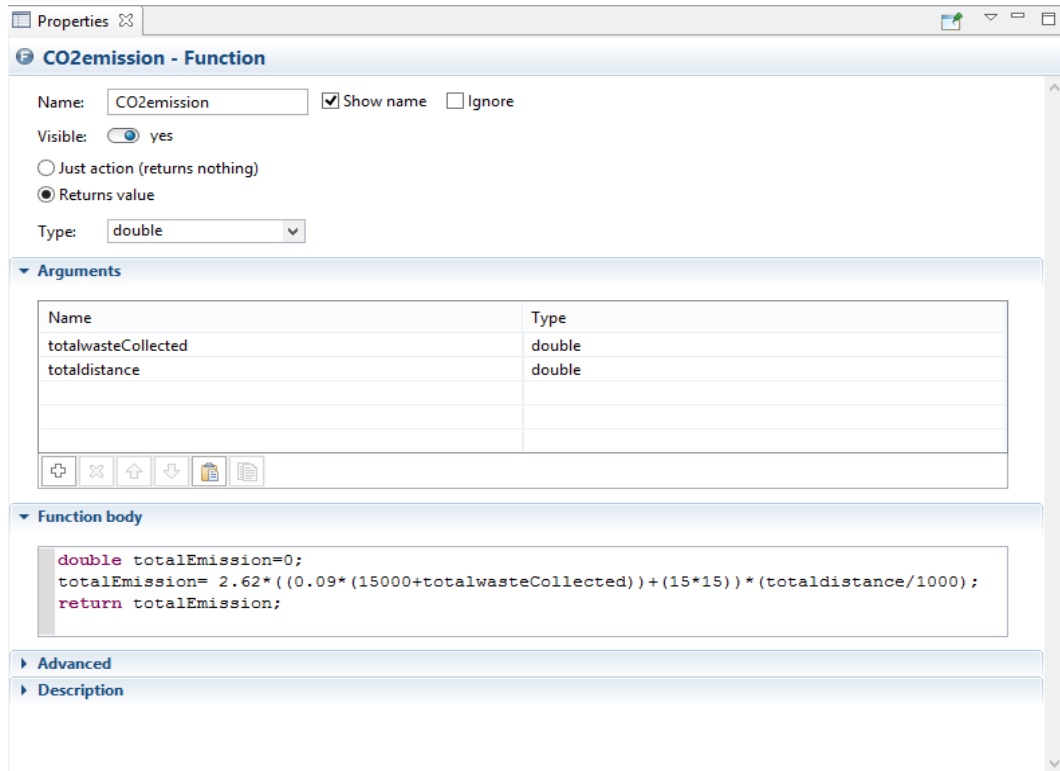 Properties
CO2emission - Function
Name: CO2emission Show name Ignore
Visible: yes
Just action (returns nothing)
Returns value
Type: double
Arguments
Name Type
totalwasteCollected double
totaldistance double
Function body
double totalEmission=0;
totalEmission= 2.62*((0.09*(15000+totalwasteCollected))+(15*15))*(totaldistance/1000);
return totalEmission;
Advanced
Description